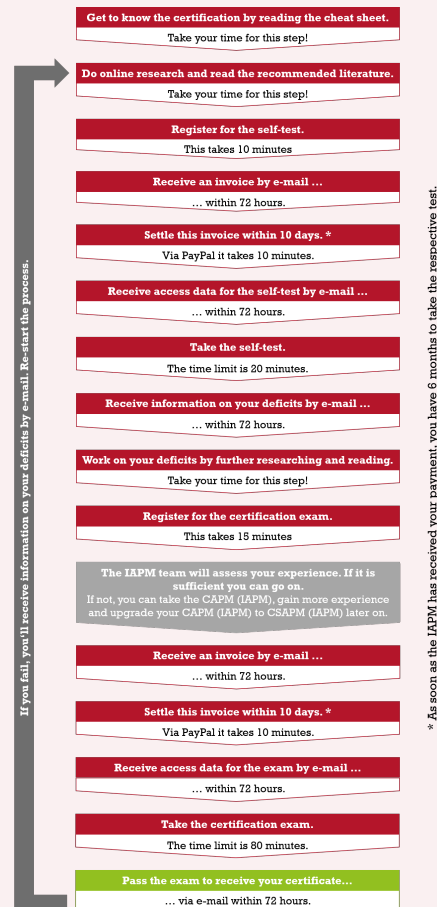 Get to know the certification by reading the cheat sheet.
Take your time for this step!
Do online research and read the recommended literature.
Take your time for this step!
Register for the self-test.
This takes 10 minutes
Receive an invoice by e-mail ...
... within 72 hours.
Settle this invoice within 10 days. *
Via PayPal it takes 10 minutes.
Receive access data for the self-test by e-mail ...
... within 72 hours.
Take the self-test.
The time limit is 20 minutes.
Receive information on your deficits by e-mail ...
... within 72 hours.
Work on your deficits by further researching and reading.
Take your time for this step!
Register for the certification exam.
This takes 15 minutes
The IAPM team will assess your experience. If it is
sufficient you can go on.
If not, you can take the CAPM (IAPM), gain more experience
and upgrade your CAPM (IAPM) to CSAPM (IAPM) later on.
Receive an invoice by e-mail ...
... within 72 hours.
Settle this invoice within 10 days. *
Via PayPal it takes 10 minutes.
Receive access data for the exam by e-mail ...
... within 72 hours.
Take the certification exam.
The time limit is 80 minutes.
Pass the exam to receive your certificate...
... via e-mail within 72 hours.
If you fail, you'll receive information on your deficits by e-mail. Re-start the process.
* As soon as the IAPM has received your payment, you have 6 months to take the respective test.